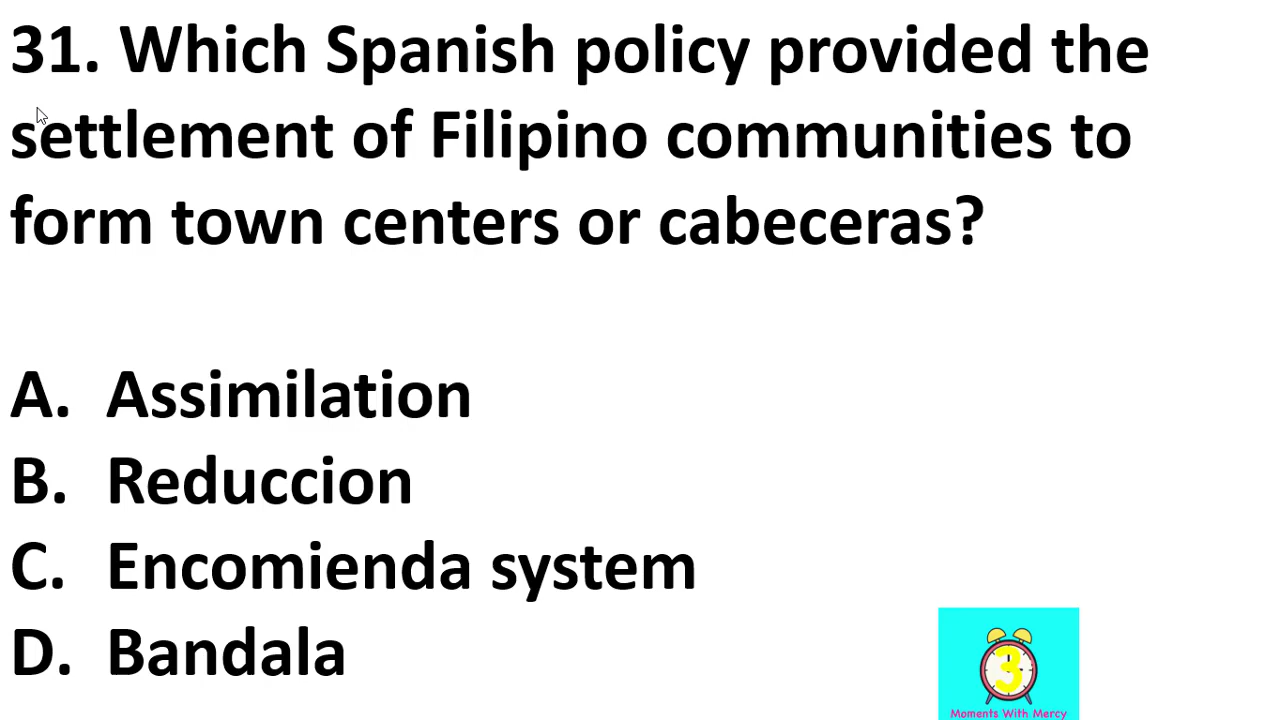 31. Which Spanish policy provided the
settlement of Filipino communities to
form town centers or cabeceras?
A. Assimilation
B. Reduccion
C. Encomienda system
D. Bandala
3
Moments With Mercy